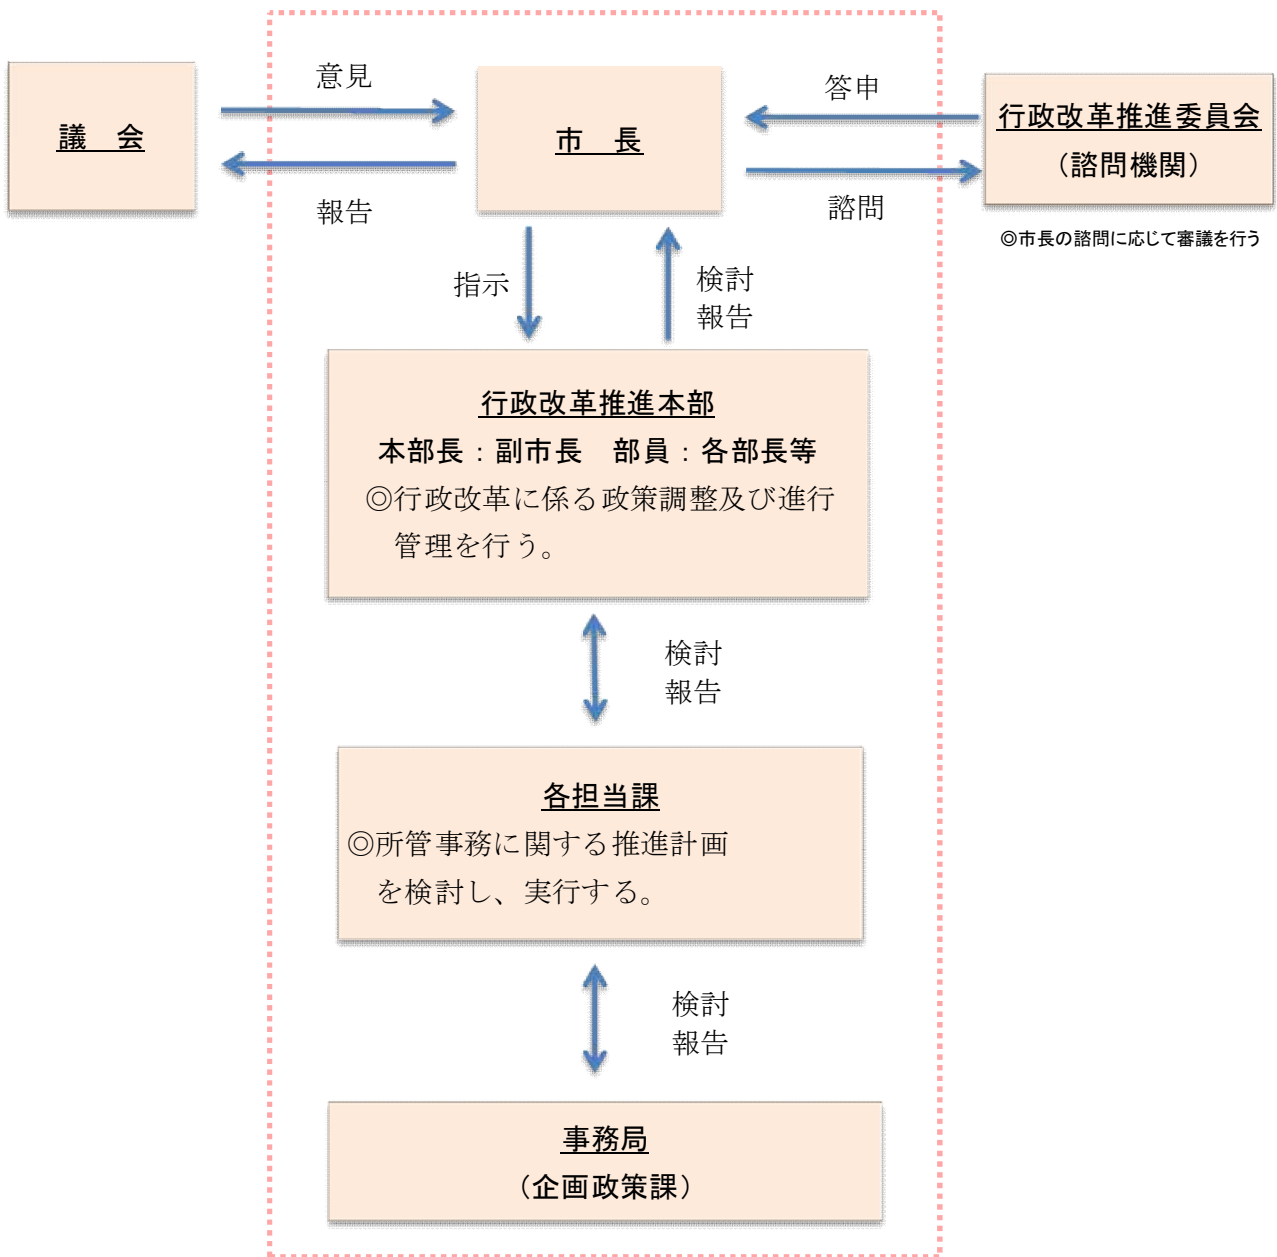 意見
議　会
市　長
報告
答申
行政改革推進委員会
（諮問機関）
諮問
◎市長の諮問に応じて審議を行う
指示
検討
報告
行政改革推進本部
本部長：副市長　部員：各部長等
◎行政改革に係る政策調整及び進行
管理を行う。
検討
報告
各担当課
◎所管事務に関する推進計画
を検討し、実行する。
検討
報告
事務局
（企画政策課）